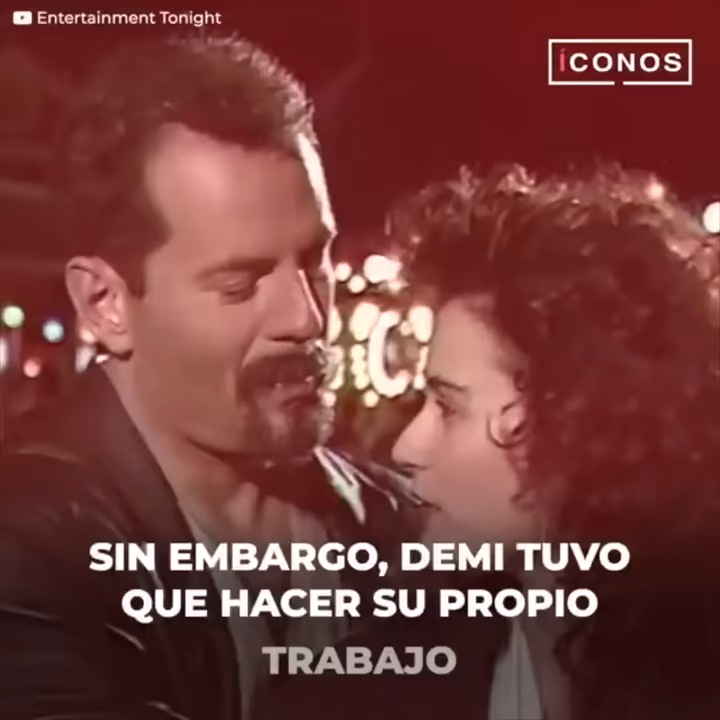 Entertainment Tonight
íCONOS
SIN EMBARGO, DEMI TUVO
QUE HACER SU PROPIO
TRABAJO